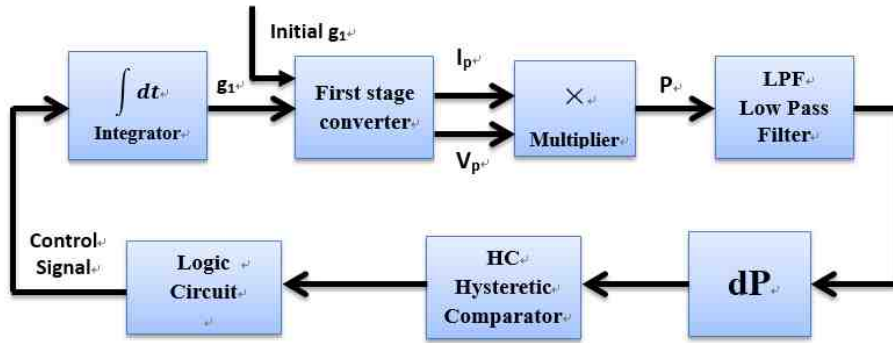 Initial g₁
∫ dt
Integrator
g₁
First stage
converter
Iₚ
Vₚ
×
Multiplier
P
LPF
Low Pass
Filter
Control
Signal
Logic
Circuit
HC
Hysteretic
Comparator
dP